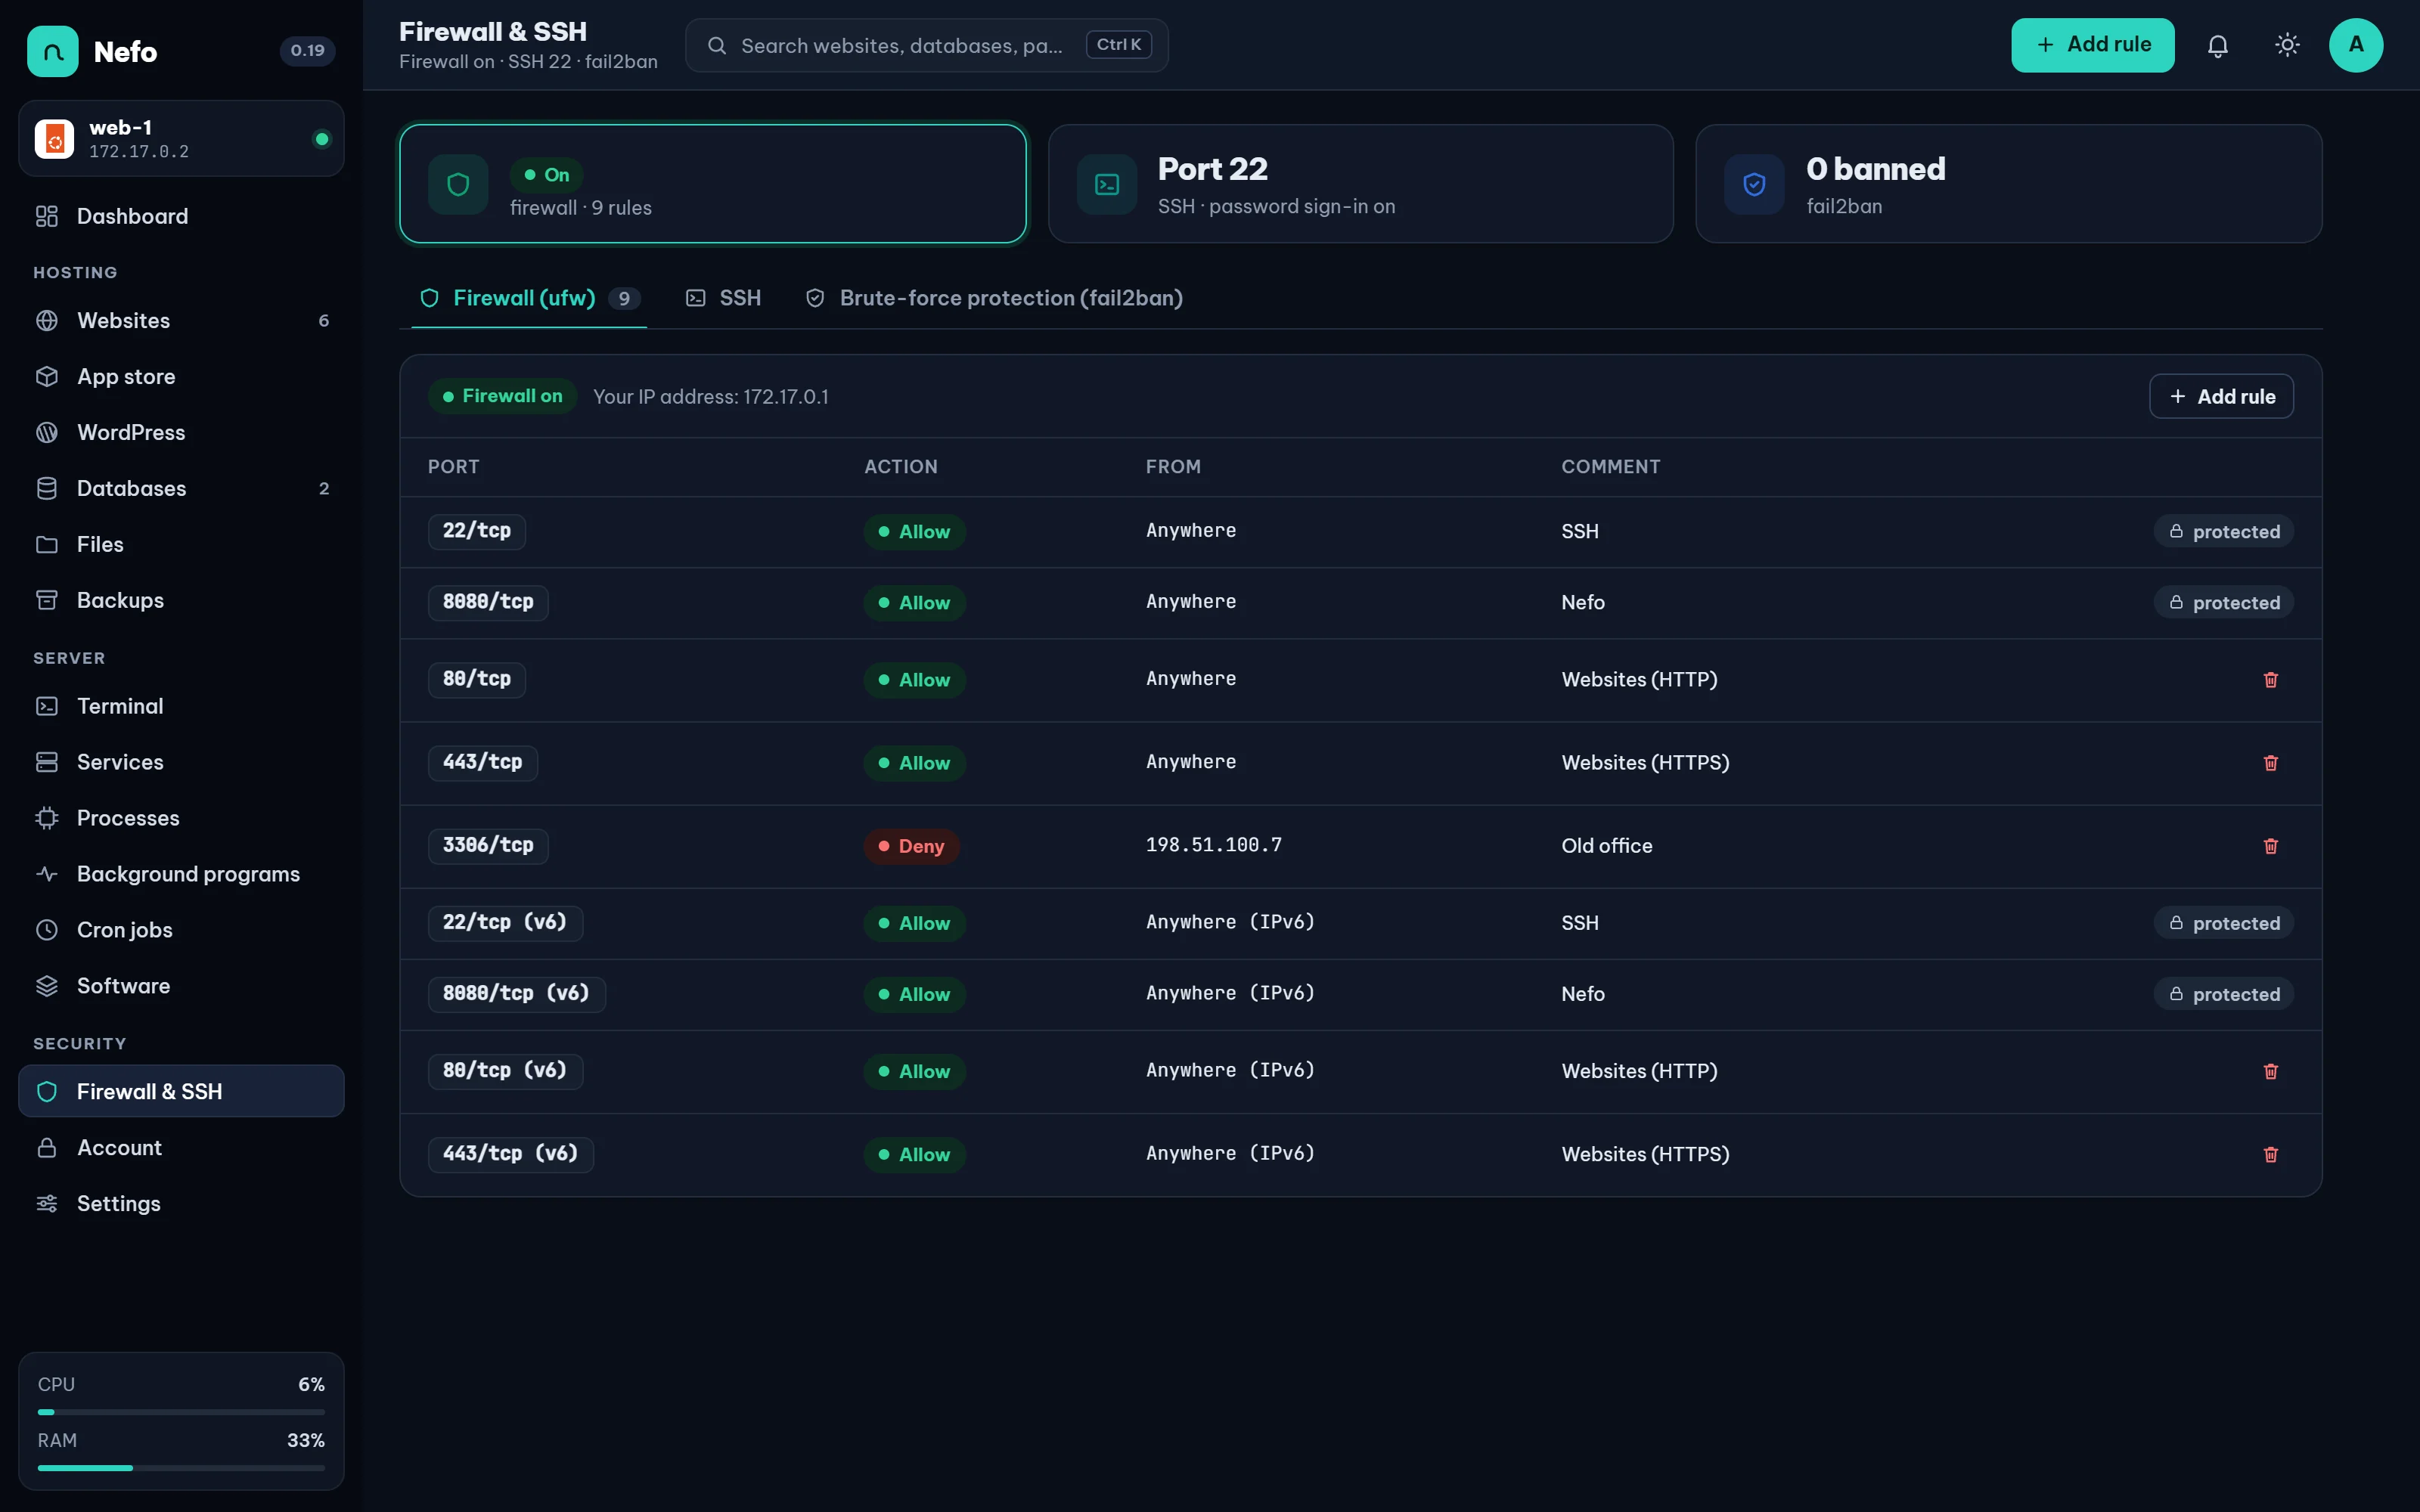 Nefo
0.19
web-1
172.17.0.2
Dashboard
HOSTING
Websites 6
App store
WordPress
Databases 2
Files
Backups
SERVER
Terminal
Services
Processes
Background programs
Cron jobs
Software
SECURITY
Firewall & SSH
Account
Settings
CPU 6%
RAM 33%
Firewall & SSH
Firewall on · SSH 22 · fail2ban
Search websites, databases, pa... Ctrl K
+ Add rule
A
On
firewall · 9 rules
Port 22
SSH · password sign-in on
0 banned
fail2ban
Firewall (ufw) 9
SSH
Brute-force protection (fail2ban)
Firewall on Your IP address: 172.17.0.1
+ Add rule
PORT ACTION FROM COMMENT
22/tcp Allow Anywhere SSH protected
8080/tcp Allow Anywhere Nefo protected
80/tcp Allow Anywhere Websites (HTTP)
443/tcp Allow Anywhere Websites (HTTPS)
3306/tcp Deny 198.51.100.7 Old office
22/tcp (v6) Allow Anywhere (IPv6) SSH protected
8080/tcp (v6) Allow Anywhere (IPv6) Nefo protected
80/tcp (v6) Allow Anywhere (IPv6) Websites (HTTP)
443/tcp (v6) Allow Anywhere (IPv6) Websites (HTTPS)